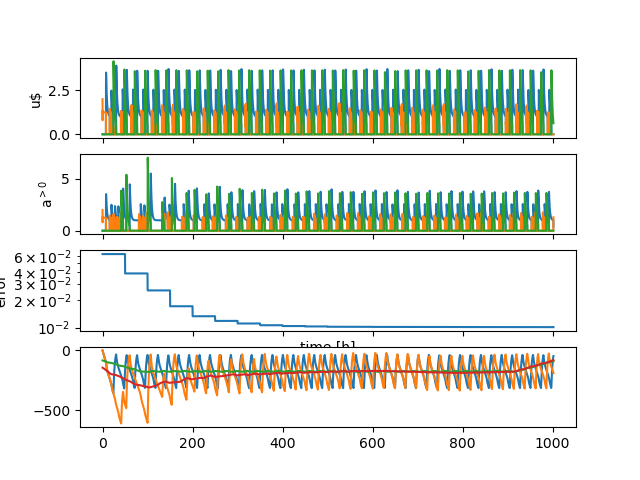 2.5
0.0
u$
5
0
a^{>0}
6 × 10^{-2}
4 × 10^{-2}
3 × 10^{-2}
2 × 10^{-2}
10^{-2}
error
time [h]
0
−500
0 200 400 600 800 1000